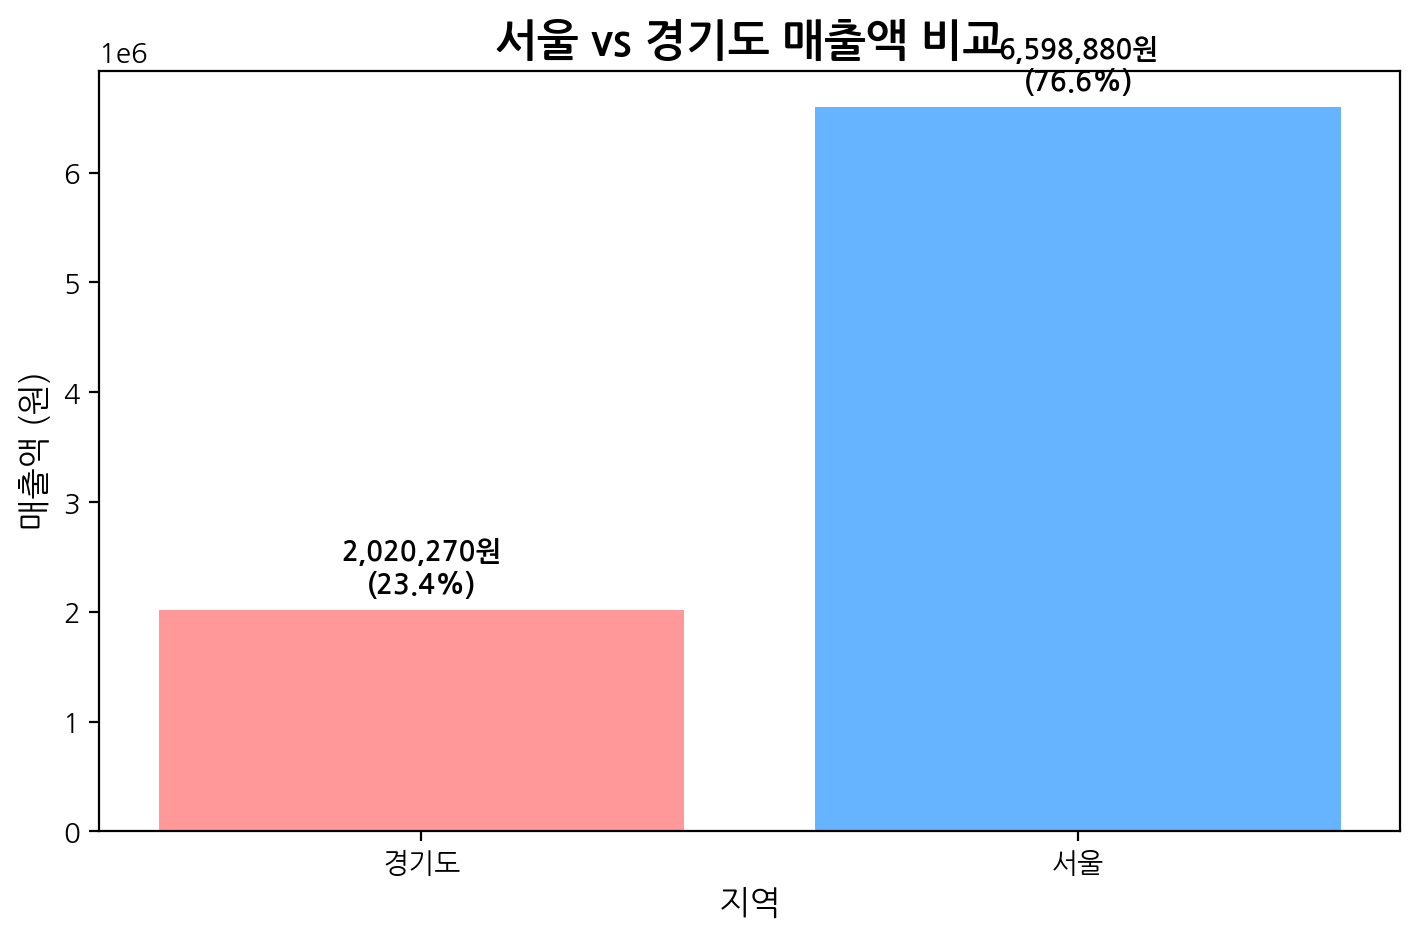 서울 vs 경기도 매출액 비교
1e6
6,598,880원
(76.6%)
6
5
4
3
2
1
0
매출액 (원)
2,020,270원
(23.4%)
경기도
서울
지역